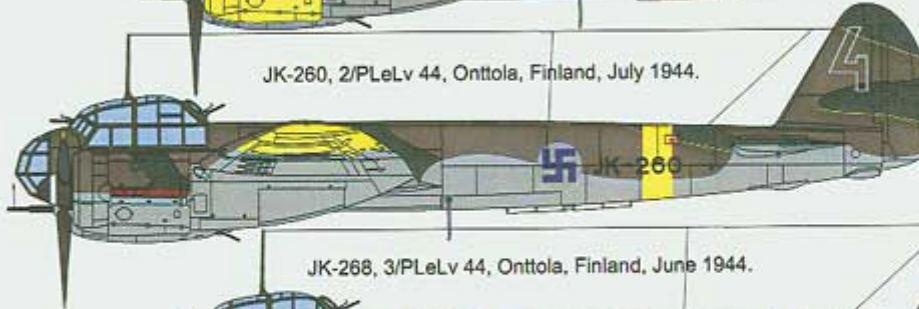 JK-260, 2/PLeLv 44, Onttola, Finland, July 1944.
4
JK-260
JK-268, 3/PLeLv 44, Onttola, Finland, June 1944.